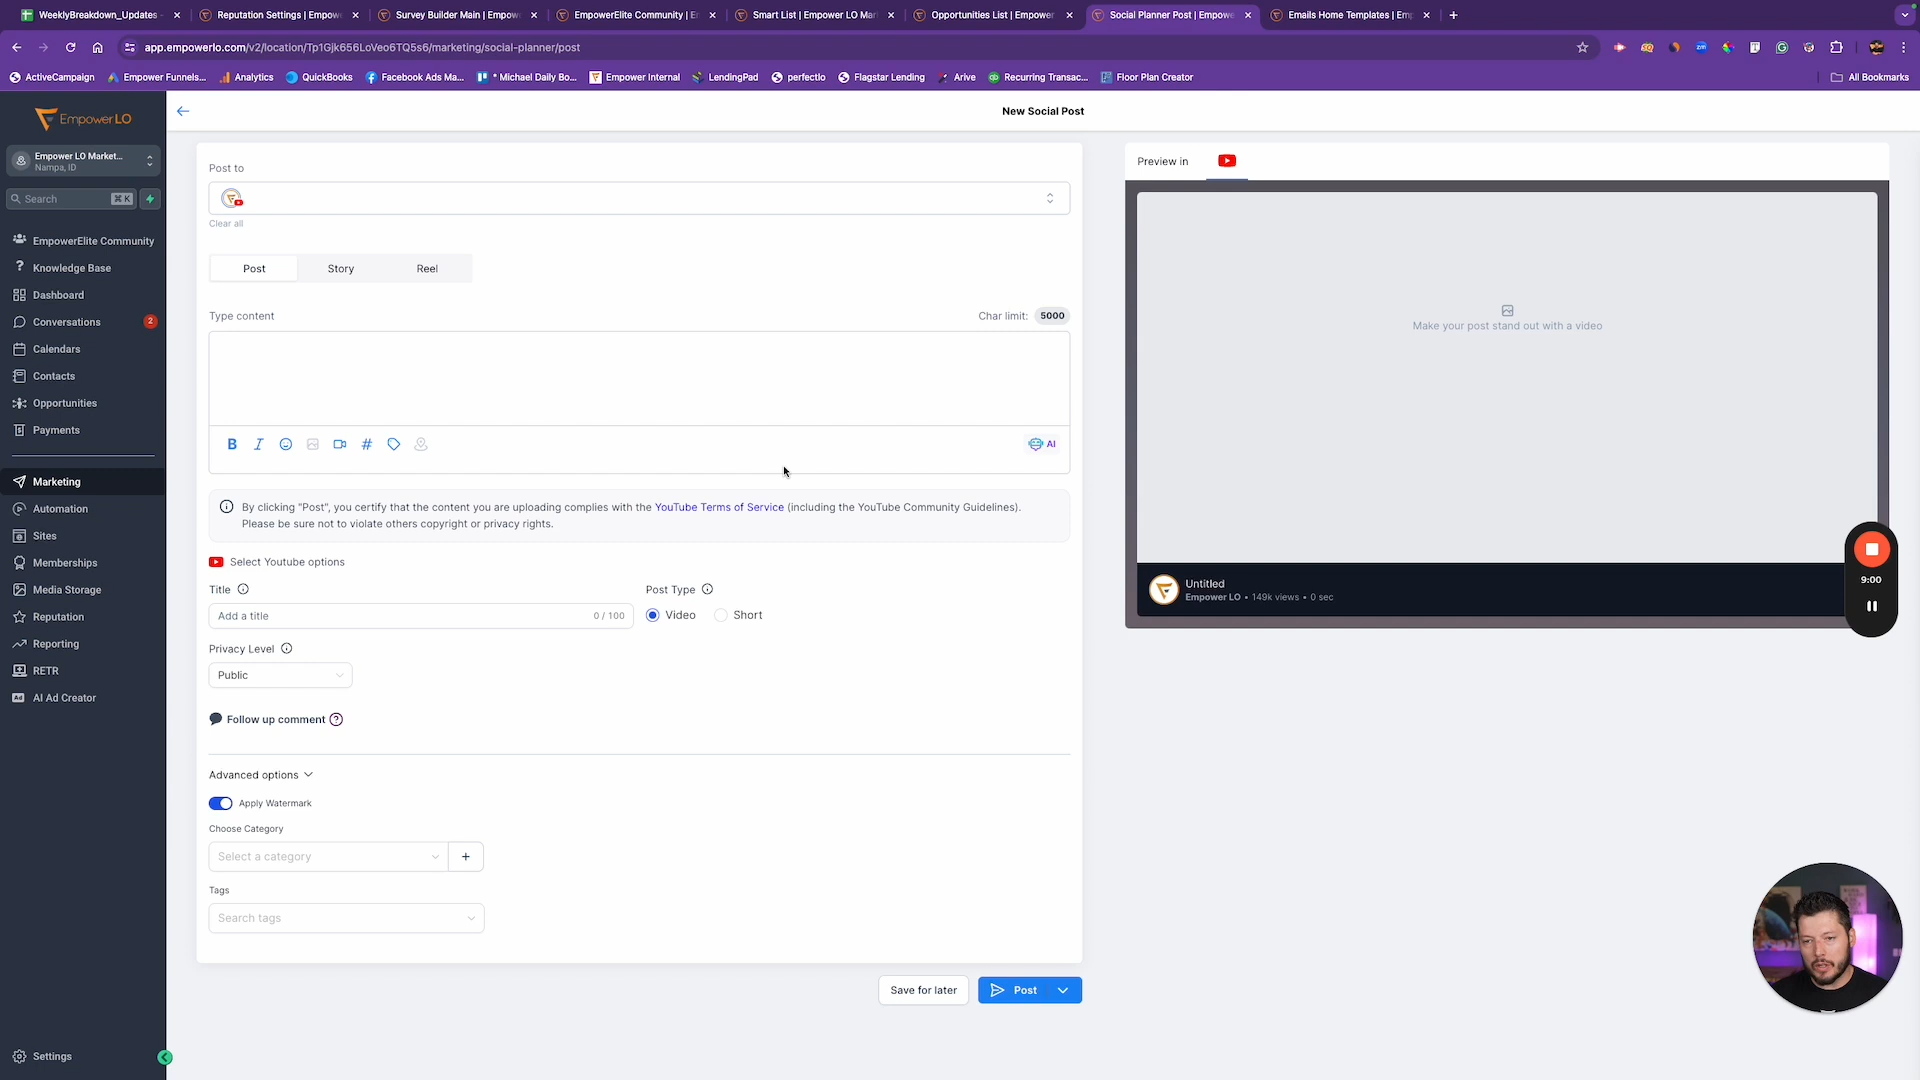 WeeklyBreakdown_Updates
Reputation Settings | Empow
Survey Builder Main | Empow
EmpowerElite Community | E
Smart List | Empower LO Mar
Opportunities List | Empower
Social Planner Post | Empowe
Emails Home Templates | Emp
app.empowerlo.com/v2/location/Tp1Gjk656LoVeo6TQ5s6/marketing/social-planner/post
ActiveCampaign
Empower Funnels...
Analytics
QuickBooks
Facebook Ads Ma...
* Michael Daily Bo...
Empower Internal
LendingPad
perfectlo
Flagstar Lending
Arive
Recurring Transac...
Floor Plan Creator
All Bookmarks
EmpowerLO
Empower LO Market...
Nampa, ID
Search
⌘ K
EmpowerElite Community
Knowledge Base
Dashboard
Conversations
2
Calendars
Contacts
Opportunities
Payments
Marketing
Automation
Sites
Memberships
Media Storage
Reputation
Reporting
RETR
Ad
AI Ad Creator
Settings
New Social Post
Post to
Clear all
Post
Story
Reel
Type content
Char limit: 5000
B
I
#
AI
By clicking "Post", you certify that the content you are uploading complies with the YouTube Terms of Service (including the YouTube Community Guidelines).
Please be sure not to violate others copyright or privacy rights.
Select Youtube options
Title
Add a title
0 / 100
Post Type
Video
Short
Privacy Level
Public
Follow up comment
Advanced options
Apply Watermark
Choose Category
Select a category
+
Tags
Search tags
Save for later
Post
Preview in
Make your post stand out with a video
Untitled
Empower LO • 149k views • 0 sec
9:00